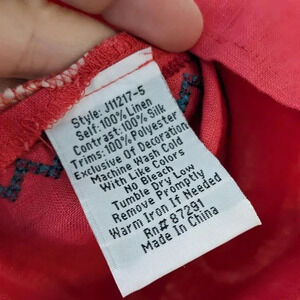 Style: J11217-5
Self: 100% Linen
Contrast: 100% Silk
Trims: 100% Polyester
Exclusive Of Decoration
Machine Wash Cold
With Like Colors
No Bleach
Tumble Dry Low
Remove Promptly
Warm Iron If Needed
Rn# 87291
Made In China